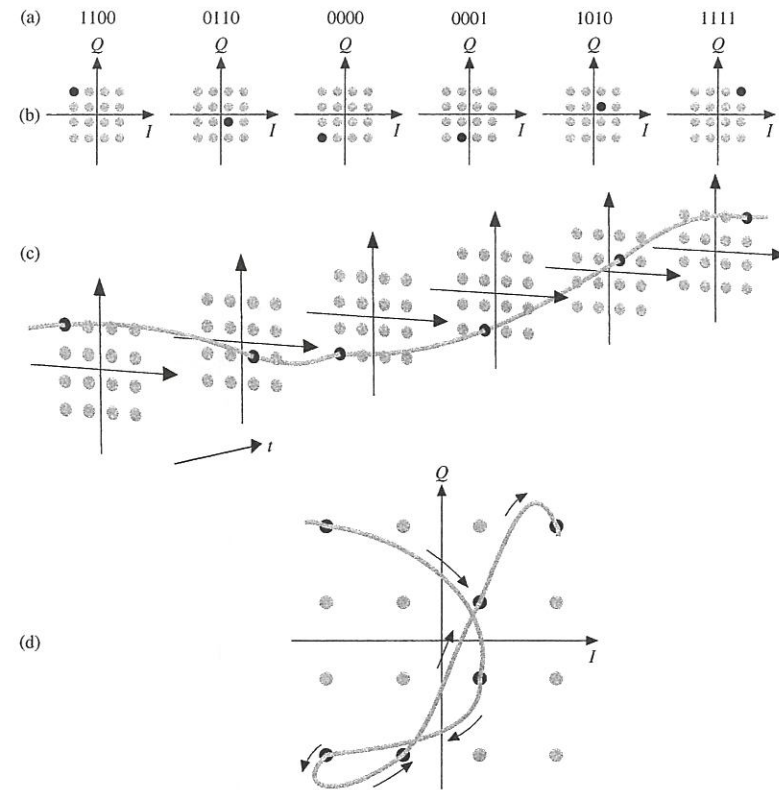 (a) 1100 0110 0000 0001 1010 1111
Q Q Q Q Q Q
(b) I I I I I I
(c)
t
Q
(d) I